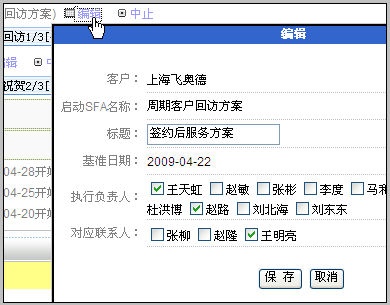 回访方案) 编辑 中止
回访1/3[
编辑 中
祝贺2/3[
04-28开始
04-25开始
04-20开始
编辑
客户: 上海飞奥德
启动SFA名称: 周期客户回访方案
标题: 签约后服务方案
基准日期: 2009-04-22
执行负责人: 王天虹 赵敏 张彬 李度 马和
杜洪博 赵路 刘北海 刘东东
对应联系人: 张柳 赵隆 王明亮
保 存 取消